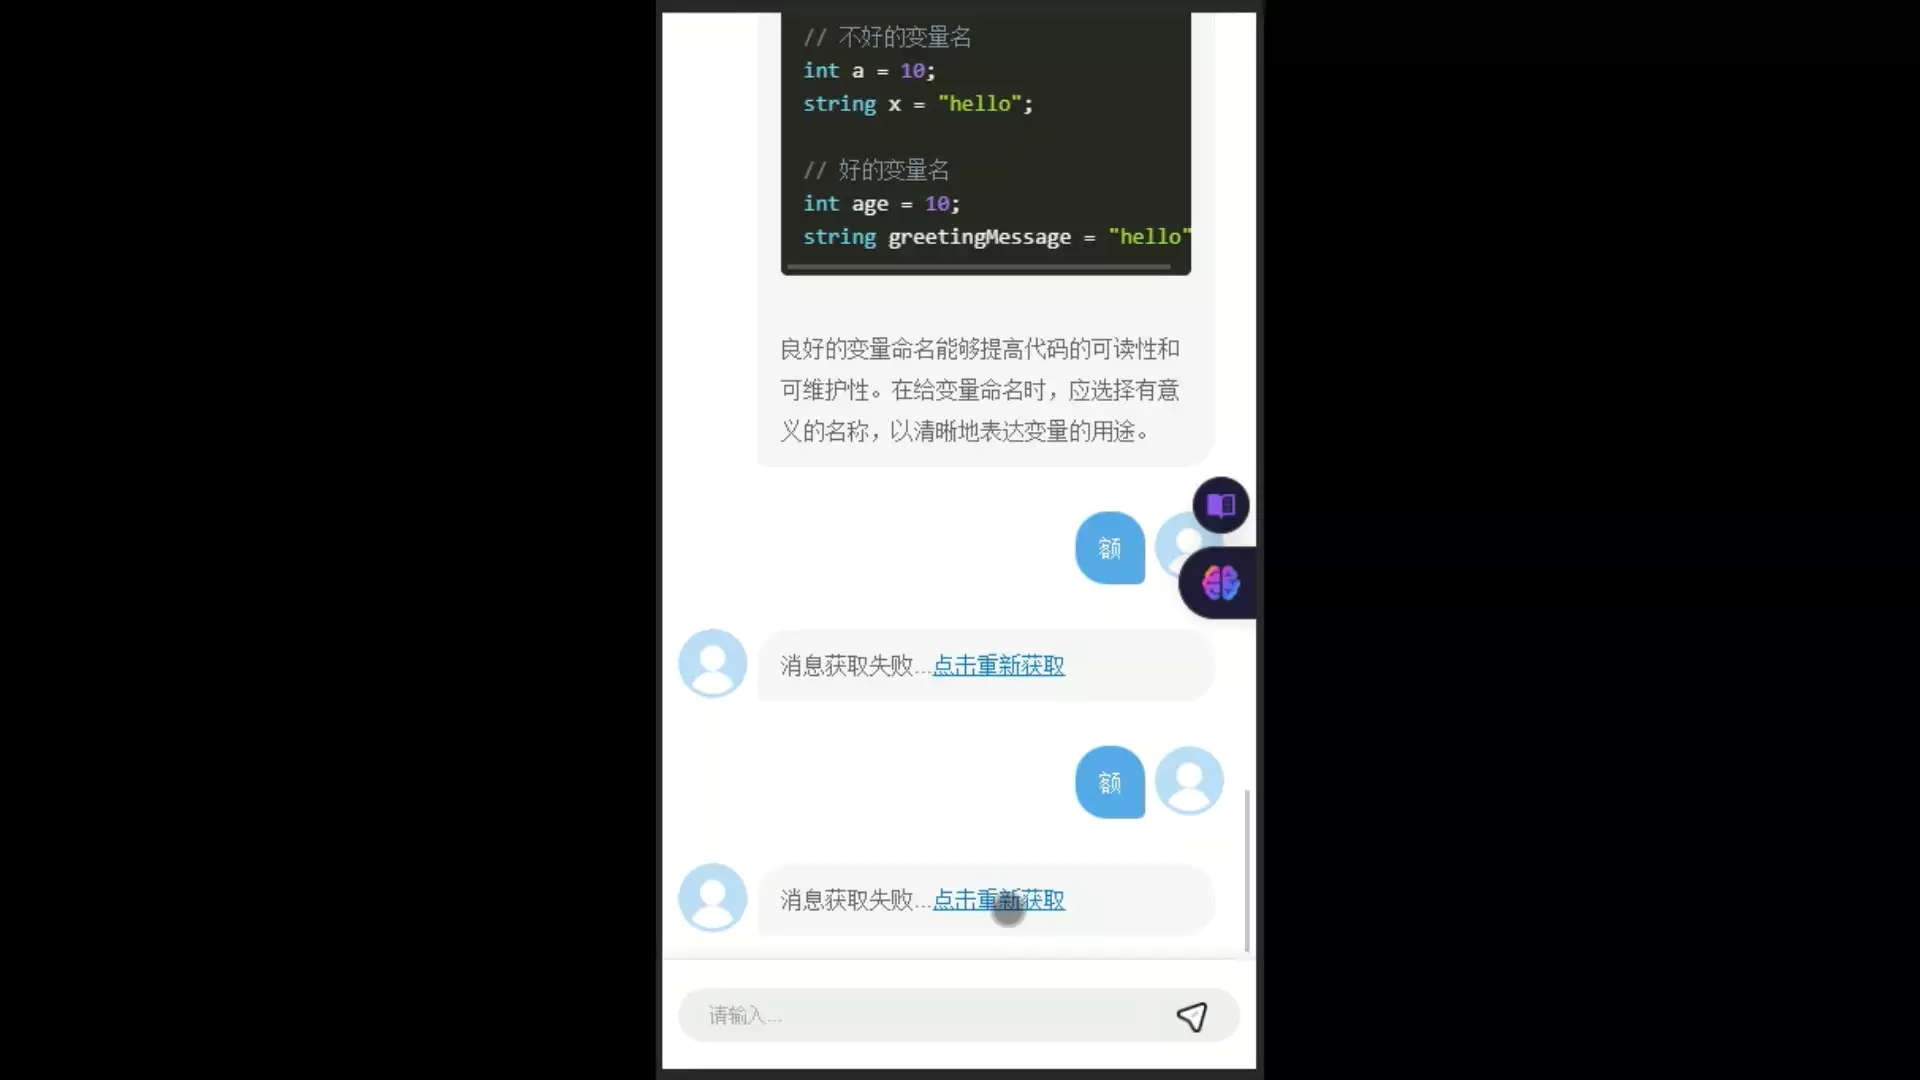 // 不好的变量名
int a = 10;
string x = "hello";
// 好的变量名
int age = 10;
string greetingMessage = "hello"
良好的变量命名能够提高代码的可读性和
可维护性。在给变量命名时，应选择有意
义的名称，以清晰地表达变量的用途。
额
消息获取失败...点击重新获取
额
消息获取失败...点击重新获取
请输入...